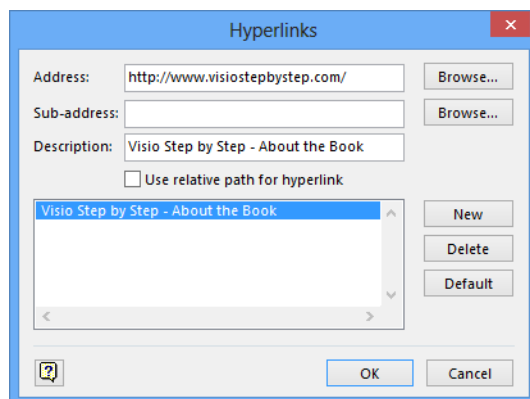 Hyperlinks
Address: http://www.visiostepbystep.com/ Browse...
Sub-address: Browse...
Description: Visio Step by Step - About the Book
Use relative path for hyperlink
Visio Step by Step - About the Book
New
Delete
Default
OK Cancel